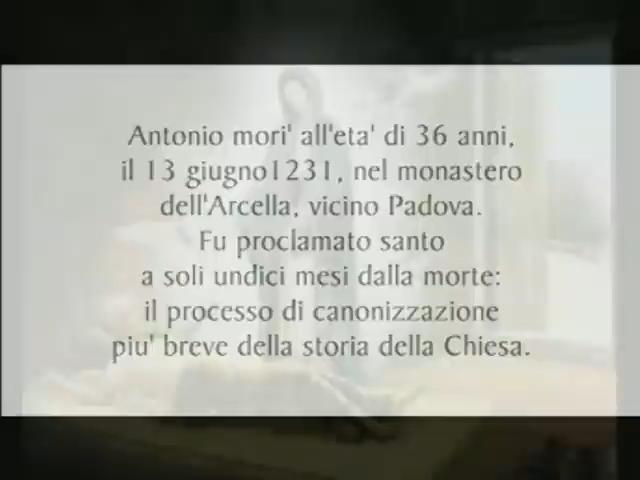 Antonio mori' all'eta' di 36 anni,
il 13 giugno1231, nel monastero
dell'Arcella, vicino Padova.
Fu proclamato santo
a soli undici mesi dalla morte:
il processo di canonizzazione
piu' breve della storia della Chiesa.